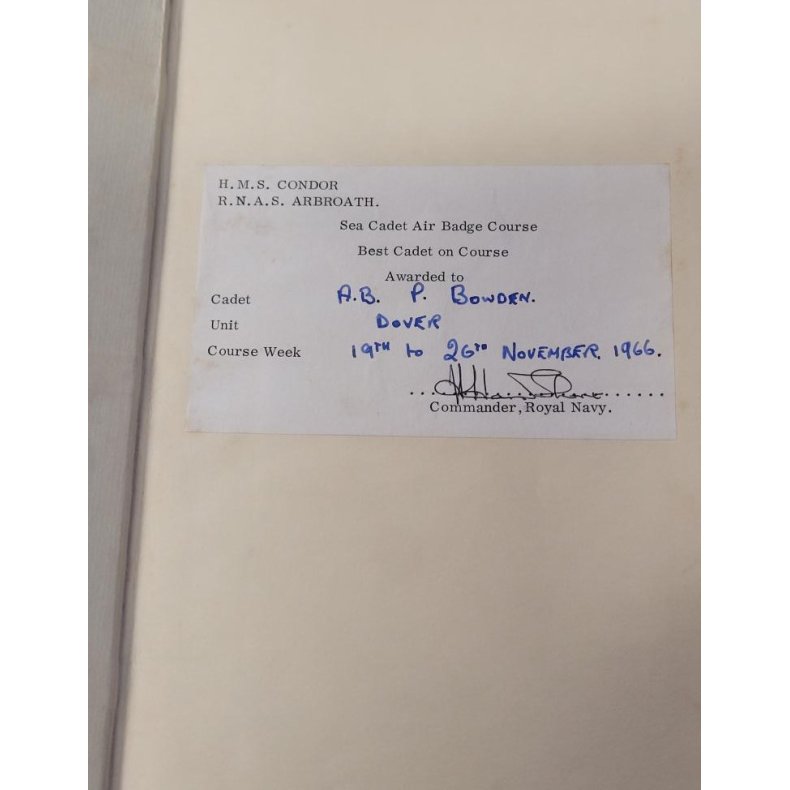 H.M.S. CONDOR
R.N.A.S. ARBROATH.
Sea Cadet Air Badge Course
Best Cadet on Course
Awarded to
Cadet A.B. P. BOWDEN.
Unit DOVER
Course Week 19TH to 26TH NOVEMBER. 1966.
Commander, Royal Navy.